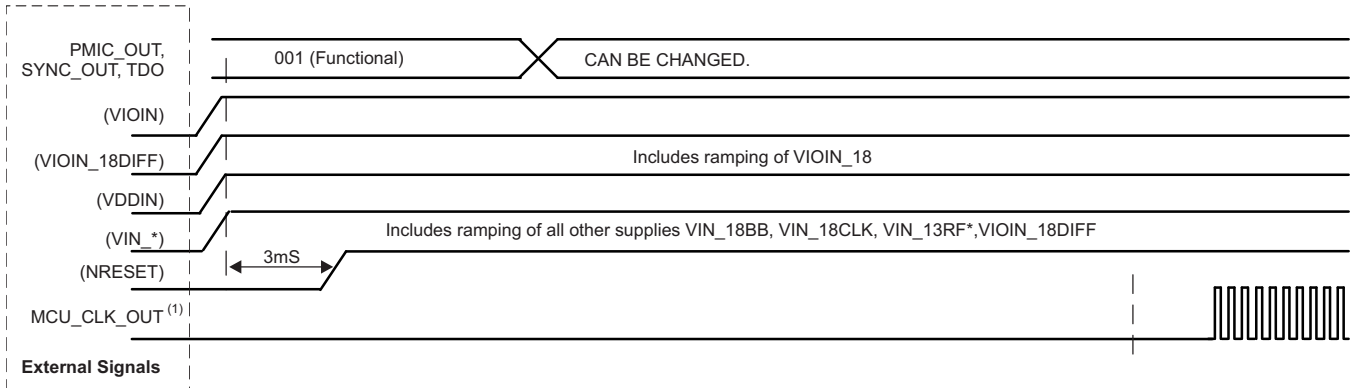 PMIC_OUT,
SYNC_OUT, TDO
001 (Functional)
CAN BE CHANGED.
(VIOIN)
(VIOIN_18DIFF)
Includes ramping of VIOIN_18
(VDDIN)
(VIN_*)
Includes ramping of all other supplies VIN_18BB, VIN_18CLK, VIN_13RF*,VIOIN_18DIFF
3mS
(NRESET)
MCU_CLK_OUT (1)
External Signals